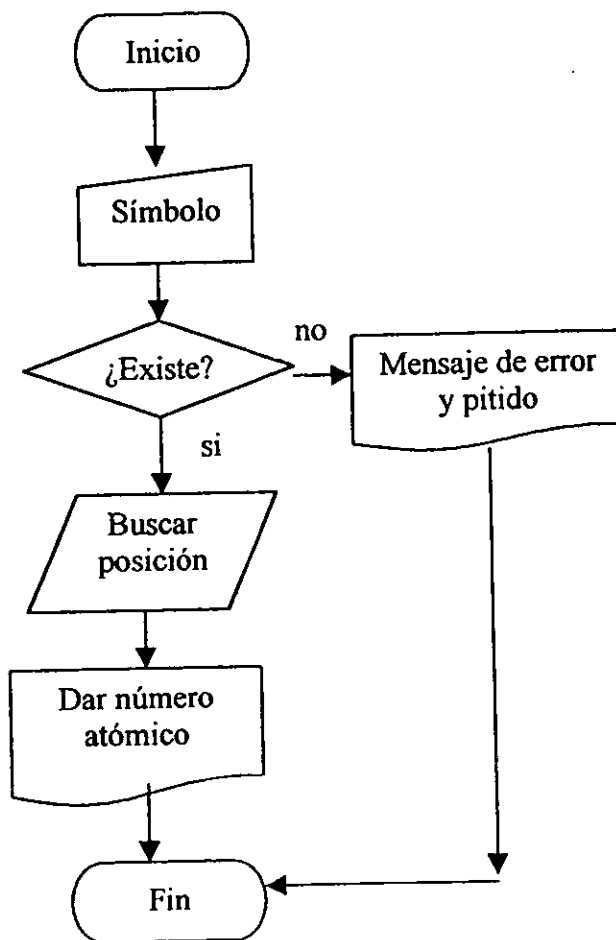 Inicio
Símbolo
¿Existe?
no
Mensaje de error
y pitido
si
Buscar
posición
Dar número
atómico
Fin